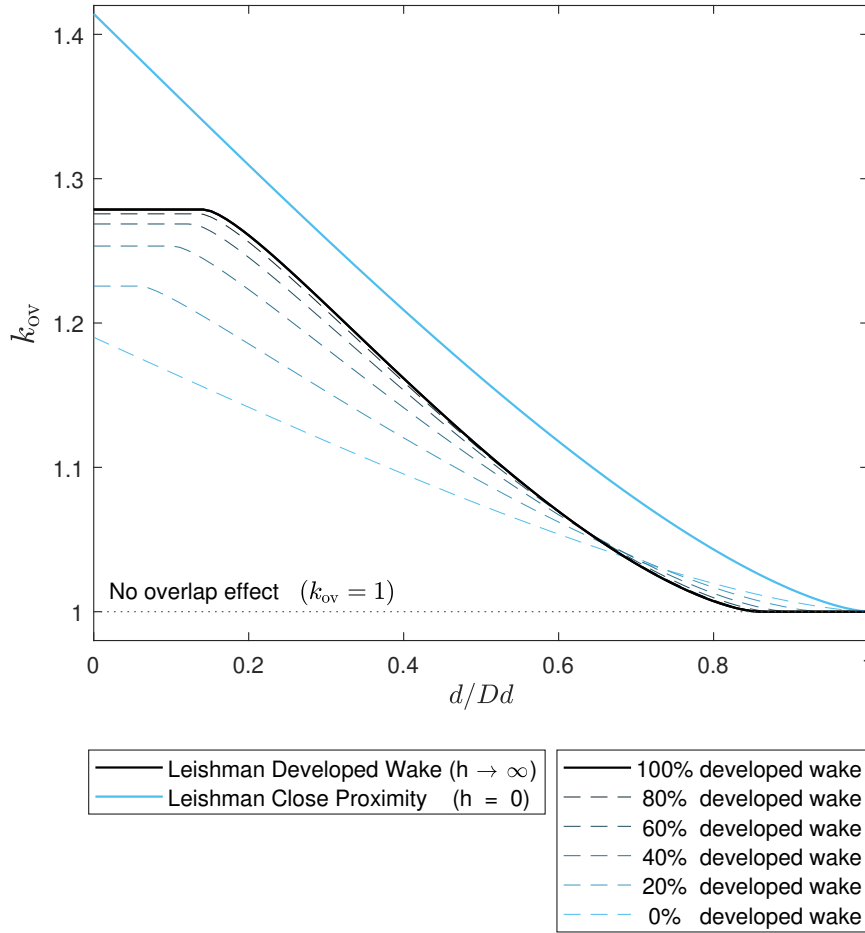 1.4
1.3
1.2
1.1
1
k_ov
No overlap effect (k_ov = 1)
0 0.2 0.4 0.6 0.8 1
d/Dd
Leishman Developed Wake (h → ∞)
Leishman Close Proximity (h = 0)
100% developed wake
80% developed wake
60% developed wake
40% developed wake
20% developed wake
0% developed wake